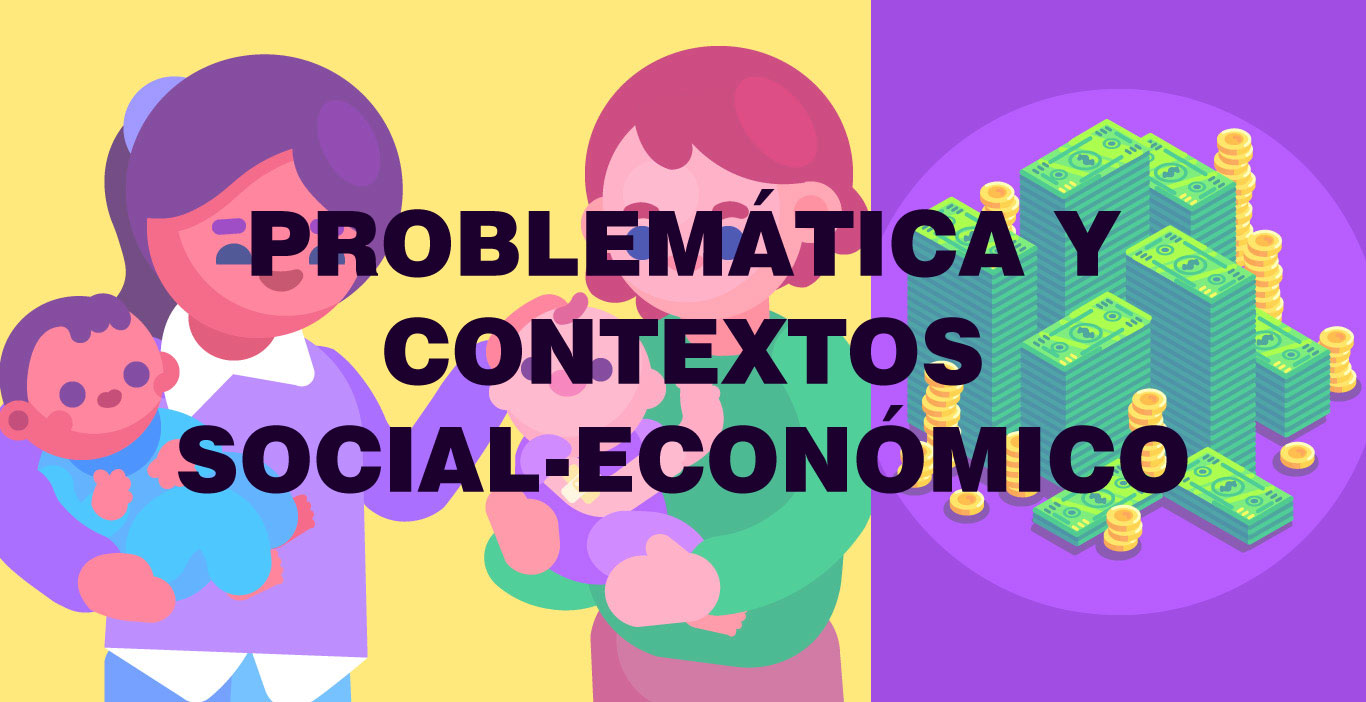 PROBLEMÁTICA Y
CONTEXTOS
SOCIAL-ECONÓMICO